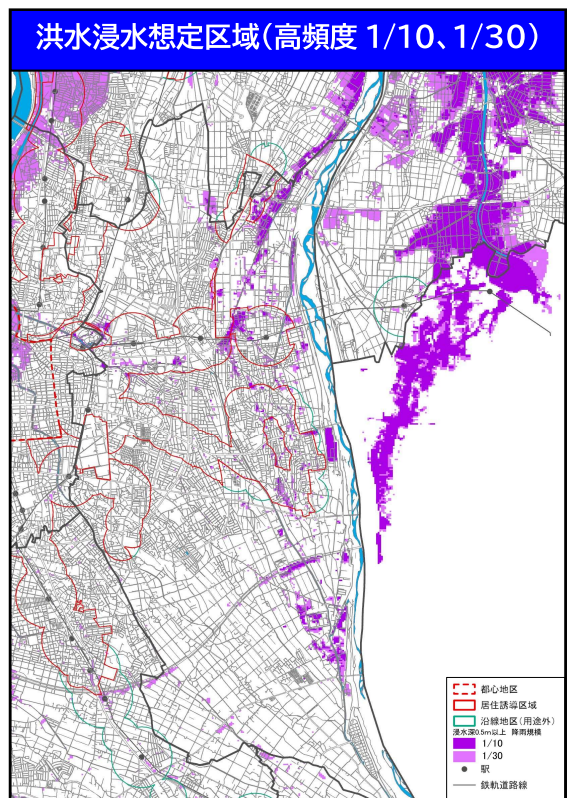 洪水浸水想定区域(高頻度 1/10、1/30)
都心地区
居住誘導区域
沿線地区(用途外)
浸水深0.5m以上 降雨規模
1/10
1/30
駅
鉄軌道路線